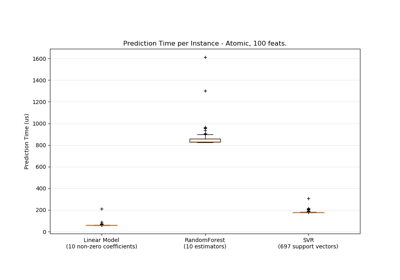 Prediction Time per Instance - Atomic, 100 feats.
Prediction Time (us)
1600
1400
1200
1000
800
600
400
200
0
Linear Model
(10 non-zero coefficients)
RandomForest
(10 estimators)
SVR
(697 support vectors)